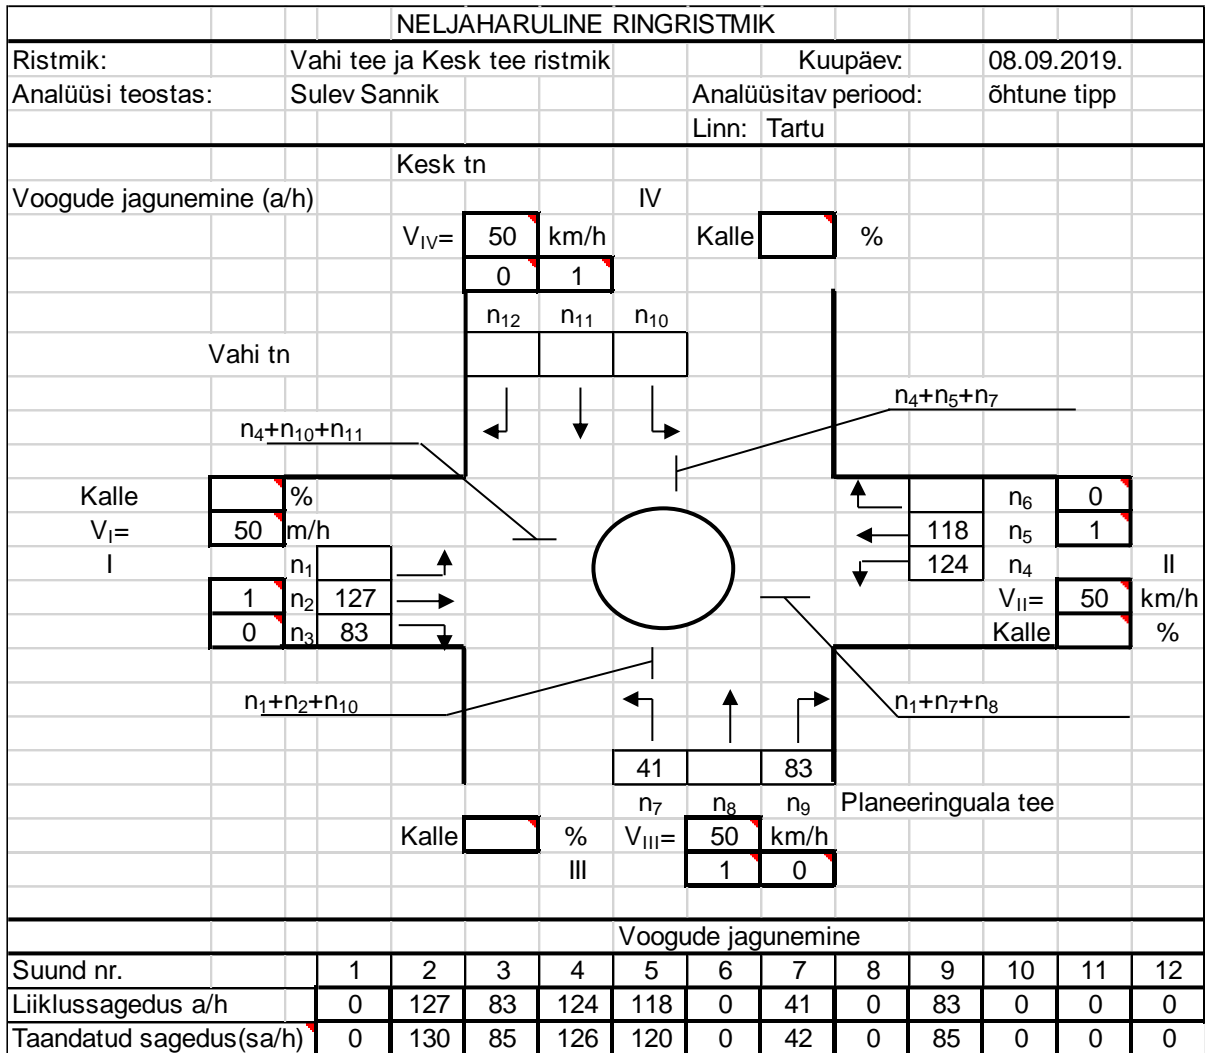 NELJAHARULINE RINGRISTMIK
Ristmik: Vahi tee ja Kesk tee ristmik Kuupäev: 08.09.2019.
Analüüsi teostas: Sulev Sannik Analüüsitav periood: õhtune tipp
Linn: Tartu
Kesk tn
Voogude jagunemine (a/h) IV
VIV= 50 km/h Kalle %
0 1
n12 n11 n10
Vahi tn
n4+n5+n7
n4+n10+n11
Kalle % n6 0
VI= 50 m/h 118 n5 1
I n1 124 n4 II
1 n2 127 VII= 50 km/h
0 n3 83 Kalle %
n1+n2+n10 n1+n7+n8
41 83
n7 n8 n9 Planeeringuala tee
Kalle % VIII= 50 km/h
III 1 0
Voogude jagunemine
Suund nr. 1 2 3 4 5 6 7 8 9 10 11 12
Liiklussagedus a/h 0 127 83 124 118 0 41 0 83 0 0 0
Taandatud sagedus(sa/h) 0 130 85 126 120 0 42 0 85 0 0 0